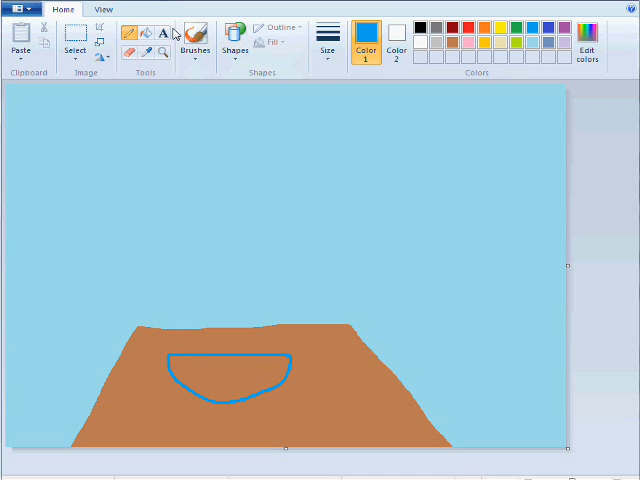 Home View
Paste
Select
A
Brushes
Shapes
Outline
Fill
Size
Color 1
Color 2
Edit colors
Clipboard Image Tools Shapes Colors